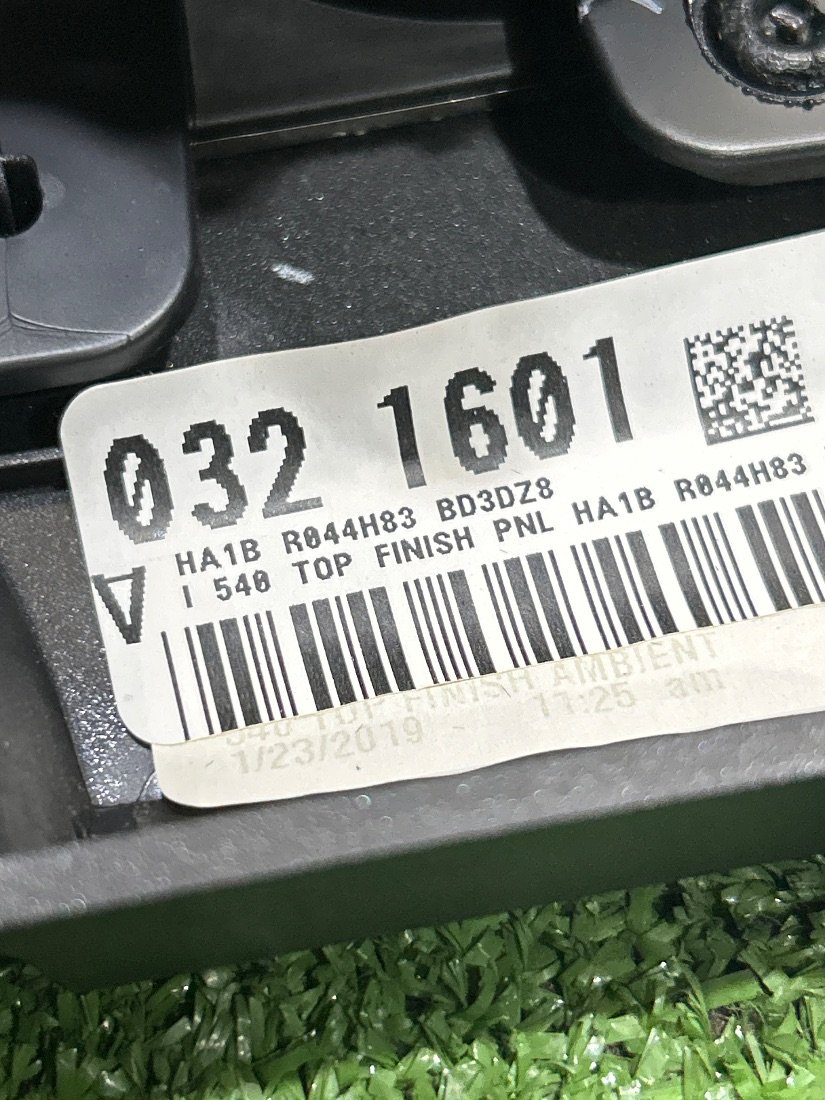 032 1601
HA1B R044H83 BD3DZ8
I 540 TOP FINISH PNL HA1B R044H83
A
540 TOP FINISH AMBIENT
1/23/2019 11:25 am